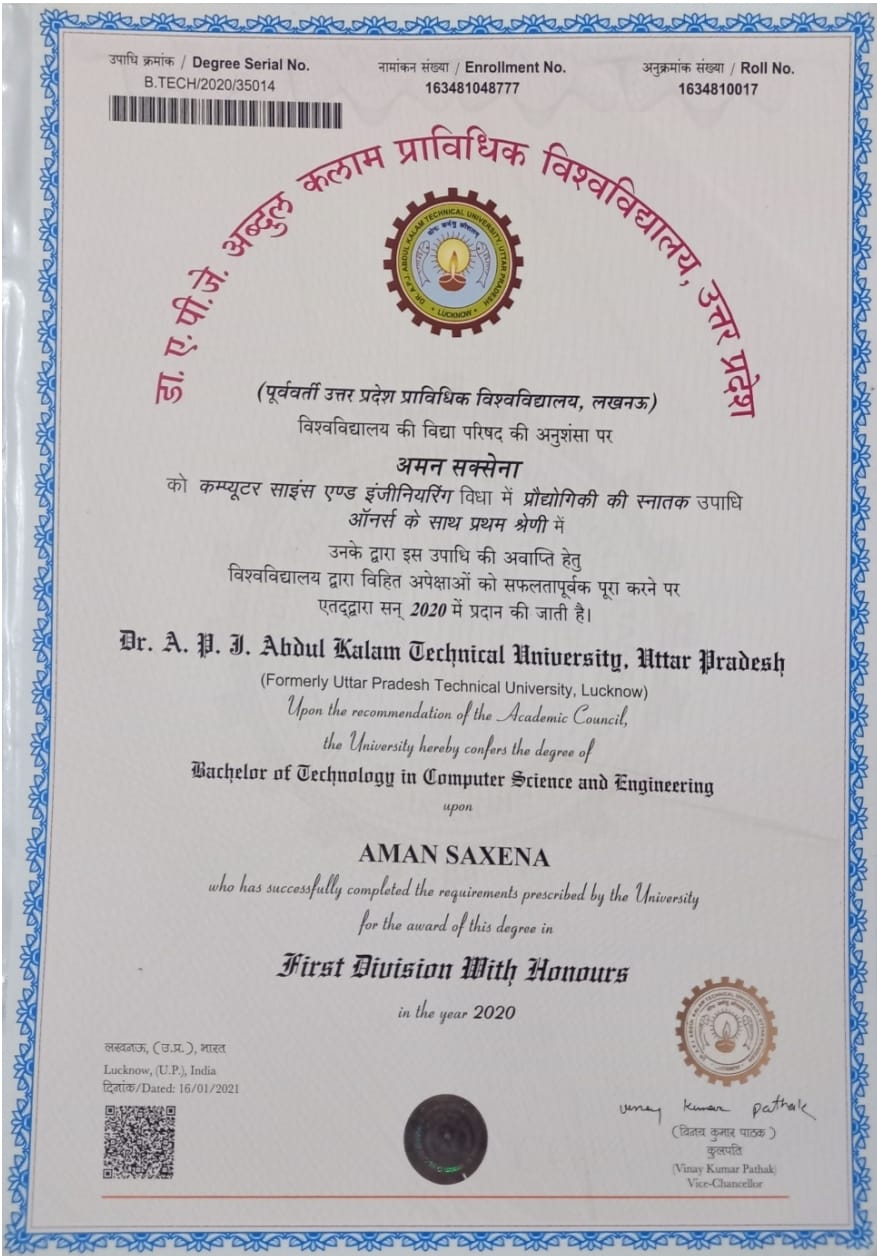 उपाधि क्रमांक / Degree Serial No.
B.TECH/2020/35014
नामांकन संख्या / Enrollment No.
163481048777
अनुक्रमांक संख्या / Roll No.
1634810017
डा. ए. पी.जे. अब्दुल कलाम प्राविधिक विश्वविद्यालय, उत्तर प्रदेश
DR. A.P.J. ABDUL KALAM TECHNICAL UNIVERSITY, UTTAR PRADESH
LUCKNOW
(पूर्ववर्ती उत्तर प्रदेश प्राविधिक विश्वविद्यालय, लखनऊ)
विश्वविद्यालय की विद्या परिषद की अनुशंसा पर
अमन सक्सेना
को कम्प्यूटर साइंस एण्ड इंजीनियरिंग विधा में प्रौद्योगिकी की स्नातक उपाधि
ऑनर्स के साथ प्रथम श्रेणी में
उनके द्वारा इस उपाधि की अवाप्ति हेतु
विश्वविद्यालय द्वारा विहित अपेक्षाओं को सफलतापूर्वक पूरा करने पर
एतद्द्वारा सन् 2020 में प्रदान की जाती है।
Dr. A. P. J. Abdul Kalam Technical University, Uttar Pradesh
(Formerly Uttar Pradesh Technical University, Lucknow)
Upon the recommendation of the Academic Council,
the University hereby confers the degree of
Bachelor of Technology in Computer Science and Engineering
upon
AMAN SAXENA
who has successfully completed the requirements prescribed by the University
for the award of this degree in
First Division With Honours
in the year 2020
लखनऊ, (उ.प्र.), भारत
Lucknow, (U.P.), India
दिनांक/Dated: 16/01/2021
vinay kumar pathak
(विनय कुमार पाठक)
कुलपति
(Vinay Kumar Pathak)
Vice-Chancellor